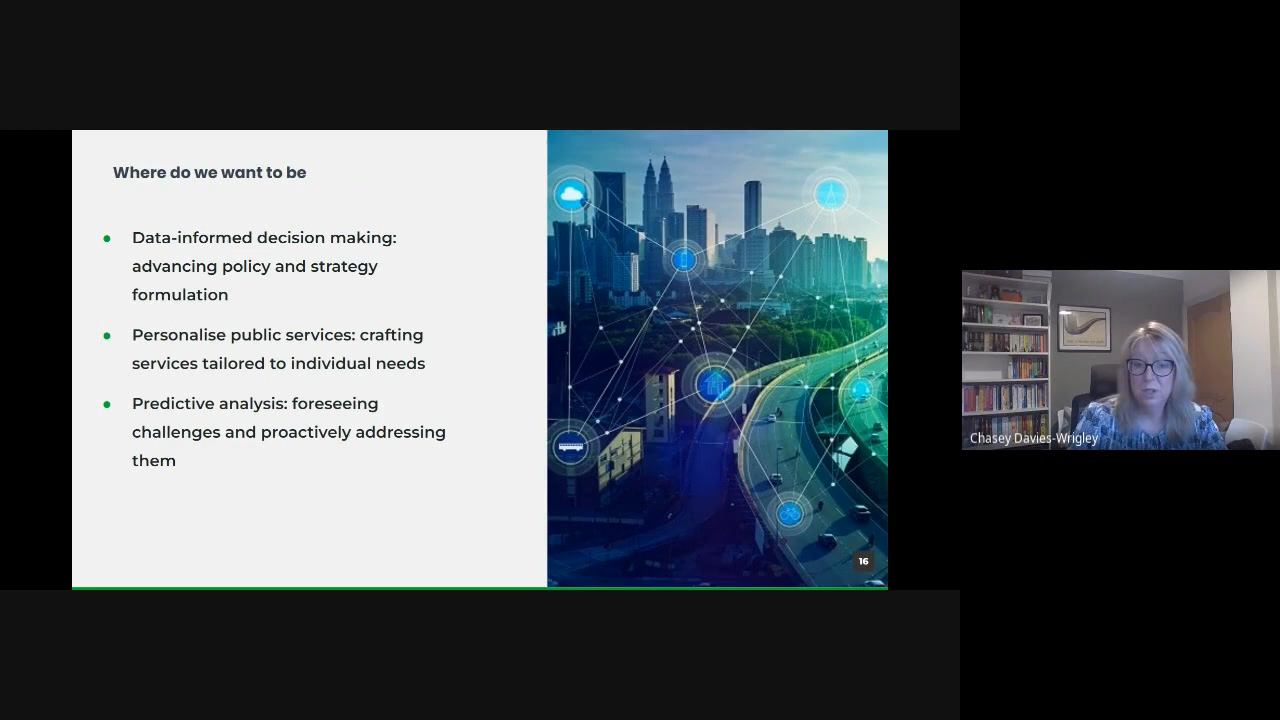 Where do we want to be
Data-informed decision making:
advancing policy and strategy
formulation
Personalise public services: crafting
services tailored to individual needs
Predictive analysis: foreseeing
challenges and proactively addressing
them
16
Chasey Davies-Wrigley